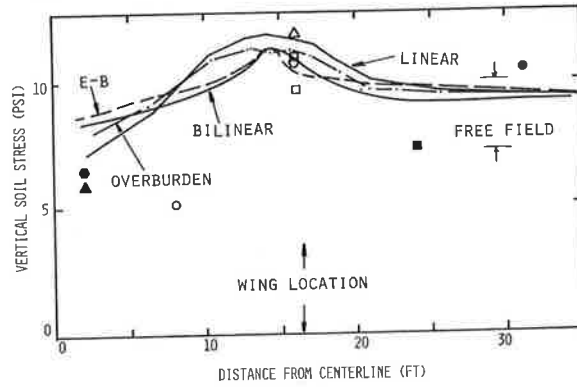 LINEAR
E-B
10
BILINEAR
FREE FIELD
OVERBURDEN
5
WING LOCATION
0
0
10
20
30
VERTICAL SOIL STRESS (PSI)
DISTANCE FROM CENTERLINE (FT)